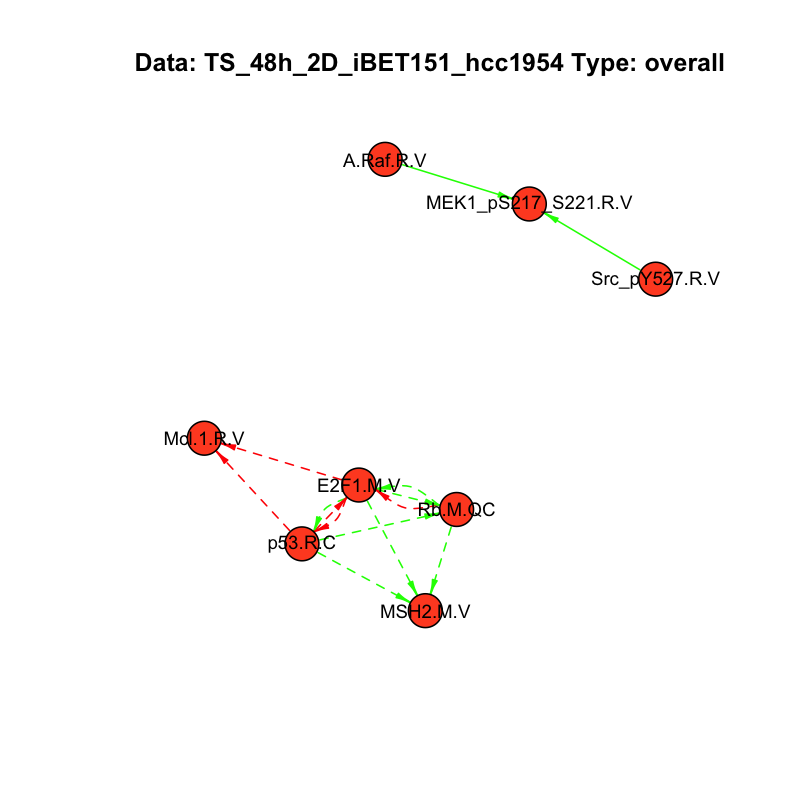 Data: TS_48h_2D_iBET151_hcc1954 Type: overall
A.Raf.R.V
MEK1_pS217_S221.R.V
Src_pY527.R.V
Mcl.1.R.V
E2F1.M.V
Rb.M.QC
p53.R.C
MSH2.M.V